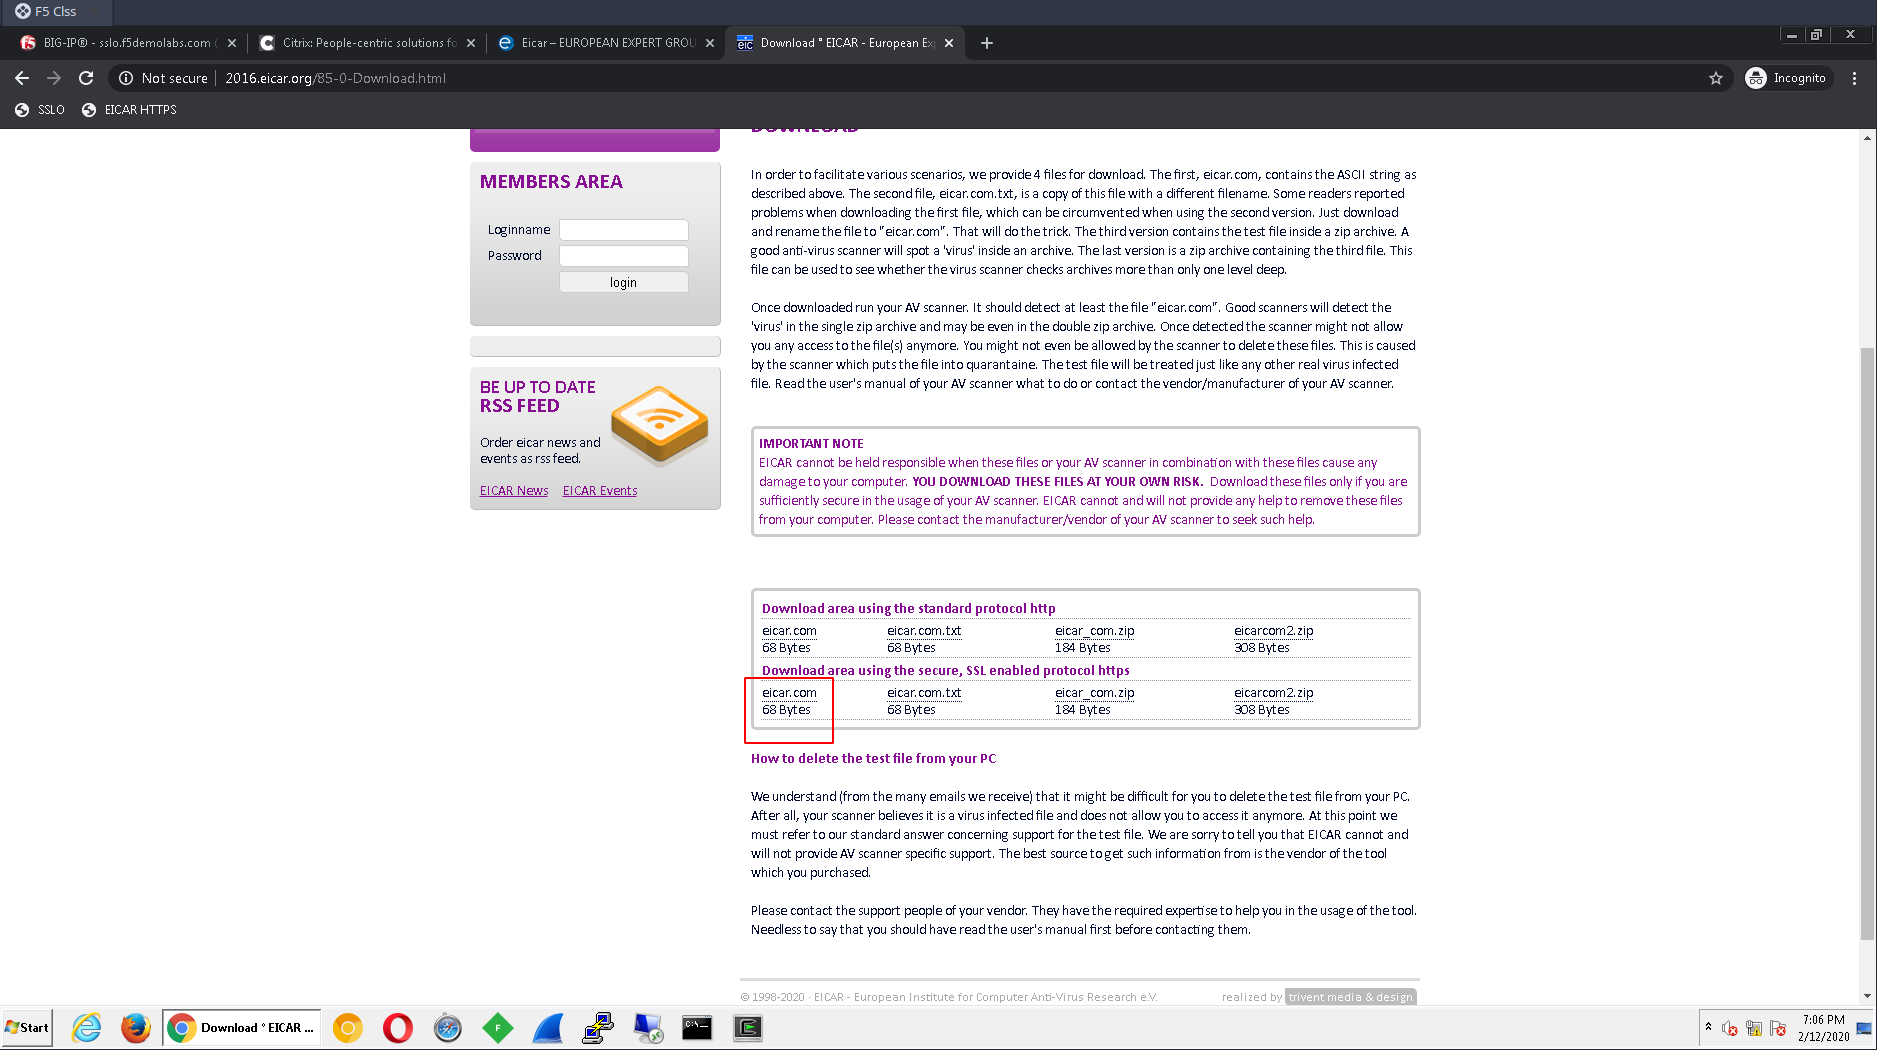 F5 Clss
BIG-IP® - sslo.f5demolabs.com (
Citrix: People-centric solutions fo
Eicar – EUROPEAN EXPERT GROU
Download ° EICAR - European Ex
Not secure
2016.eicar.org/85-0-Download.html
Incognito
SSLO
EICAR HTTPS
MEMBERS AREA
Loginname
Password
login
BE UP TO DATE
RSS FEED
Order eicar news and
events as rss feed.
EICAR News EICAR Events
DOWNLOAD
In order to facilitate various scenarios, we provide 4 files for download. The first, eicar.com, contains the ASCII string as
described above. The second file, eicar.com.txt, is a copy of this file with a different filename. Some readers reported
problems when downloading the first file, which can be circumvented when using the second version. Just download
and rename the file to "eicar.com". That will do the trick. The third version contains the test file inside a zip archive. A
good anti-virus scanner will spot a 'virus' inside an archive. The last version is a zip archive containing the third file. This
file can be used to see whether the virus scanner checks archives more than only one level deep.
Once downloaded run your AV scanner. It should detect at least the file "eicar.com". Good scanners will detect the
'virus' in the single zip archive and may be even in the double zip archive. Once detected the scanner might not allow
you any access to the file(s) anymore. You might not even be allowed by the scanner to delete these files. This is caused
by the scanner which puts the file into quarantaine. The test file will be treated just like any other real virus infected
file. Read the user's manual of your AV scanner what to do or contact the vendor/manufacturer of your AV scanner.
IMPORTANT NOTE
EICAR cannot be held responsible when these files or your AV scanner in combination with these files cause any
damage to your computer. YOU DOWNLOAD THESE FILES AT YOUR OWN RISK. Download these files only if you are
sufficiently secure in the usage of your AV scanner. EICAR cannot and will not provide any help to remove these files
from your computer. Please contact the manufacturer/vendor of your AV scanner to seek such help.
Download area using the standard protocol http
eicar.com eicar.com.txt eicar_com.zip eicarcom2.zip
68 Bytes 68 Bytes 184 Bytes 308 Bytes
Download area using the secure, SSL enabled protocol https
eicar.com eicar.com.txt eicar_com.zip eicarcom2.zip
68 Bytes 68 Bytes 184 Bytes 308 Bytes
How to delete the test file from your PC
We understand (from the many emails we receive) that it might be difficult for you to delete the test file from your PC.
After all, your scanner believes it is a virus infected file and does not allow you to access it anymore. At this point we
must refer to our standard answer concerning support for the test file. We are sorry to tell you that EICAR cannot and
will not provide AV scanner specific support. The best source to get such information from is the vendor of the tool
which you purchased.
Please contact the support people of your vendor. They have the required expertise to help you in the usage of the tool.
Needless to say that you should have read the user's manual first before contacting them.
© 1998-2020 · EICAR - European Institute for Computer Anti-Virus Research e.V. realized by trivent media & design
Start
Download ° EICAR ...
7:06 PM
2/12/2020